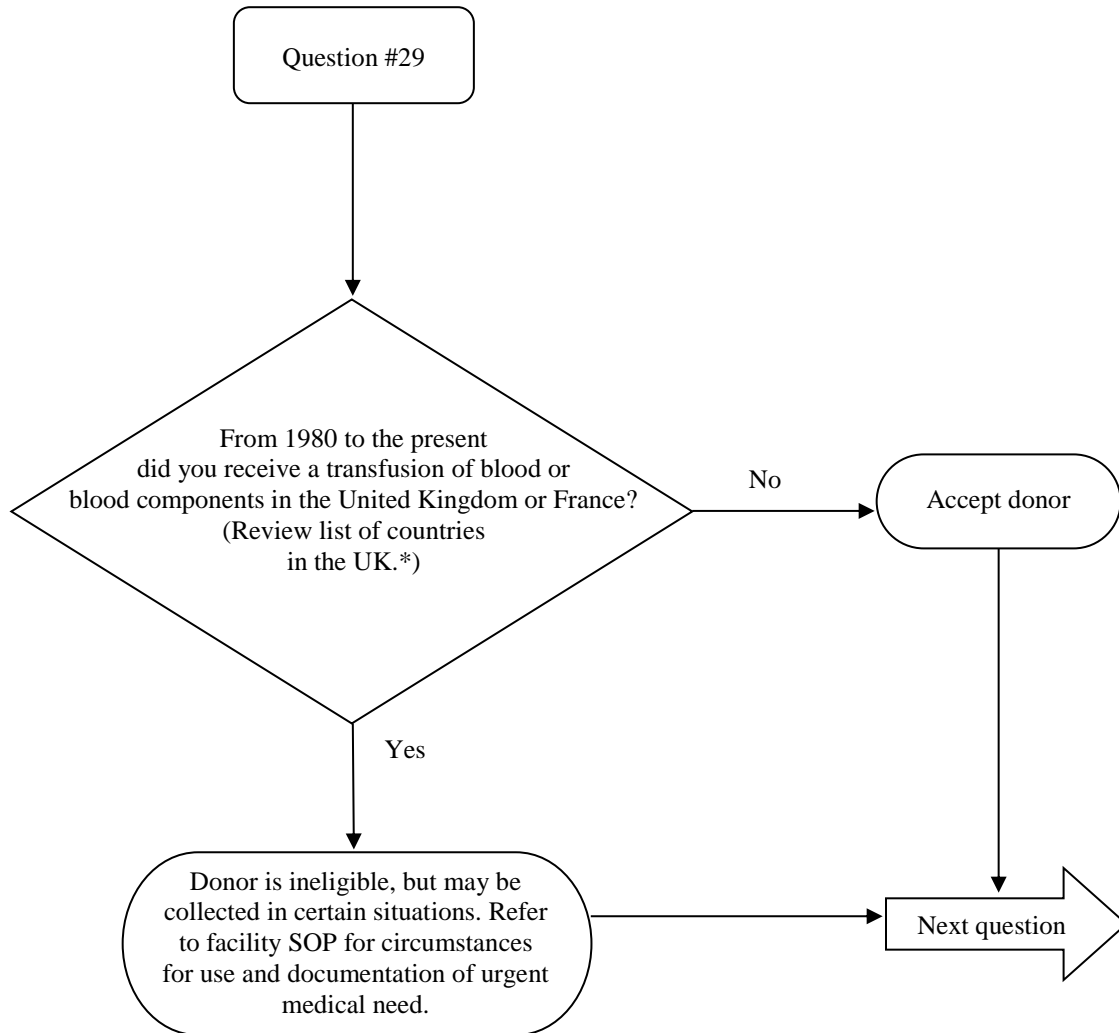 Question #29
From 1980 to the present
did you receive a transfusion of blood or
blood components in the United Kingdom or France?
(Review list of countries
in the UK.*)
No
Accept donor
Yes
Donor is ineligible, but may be
collected in certain situations. Refer
to facility SOP for circumstances
for use and documentation of urgent
medical need.
Next question